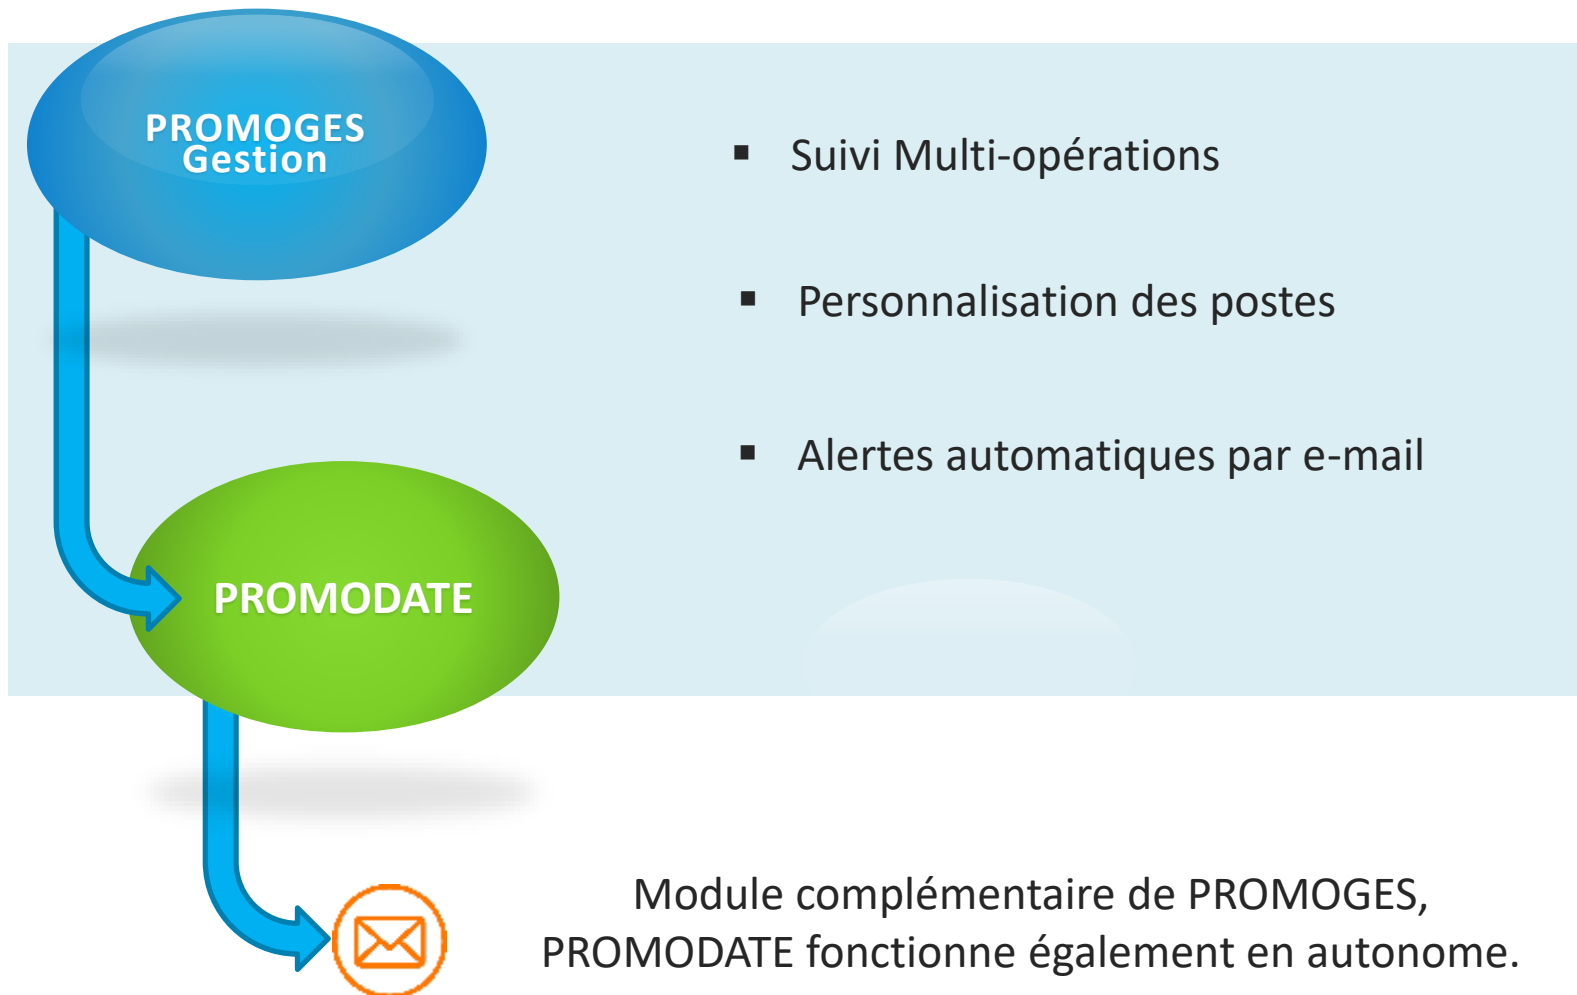 PROMOGES
Gestion
Suivi Multi-opérations
Personnalisation des postes
Alertes automatiques par e-mail
PROMODATE
Module complémentaire de PROMOGES,
PROMODATE fonctionne également en autonome.